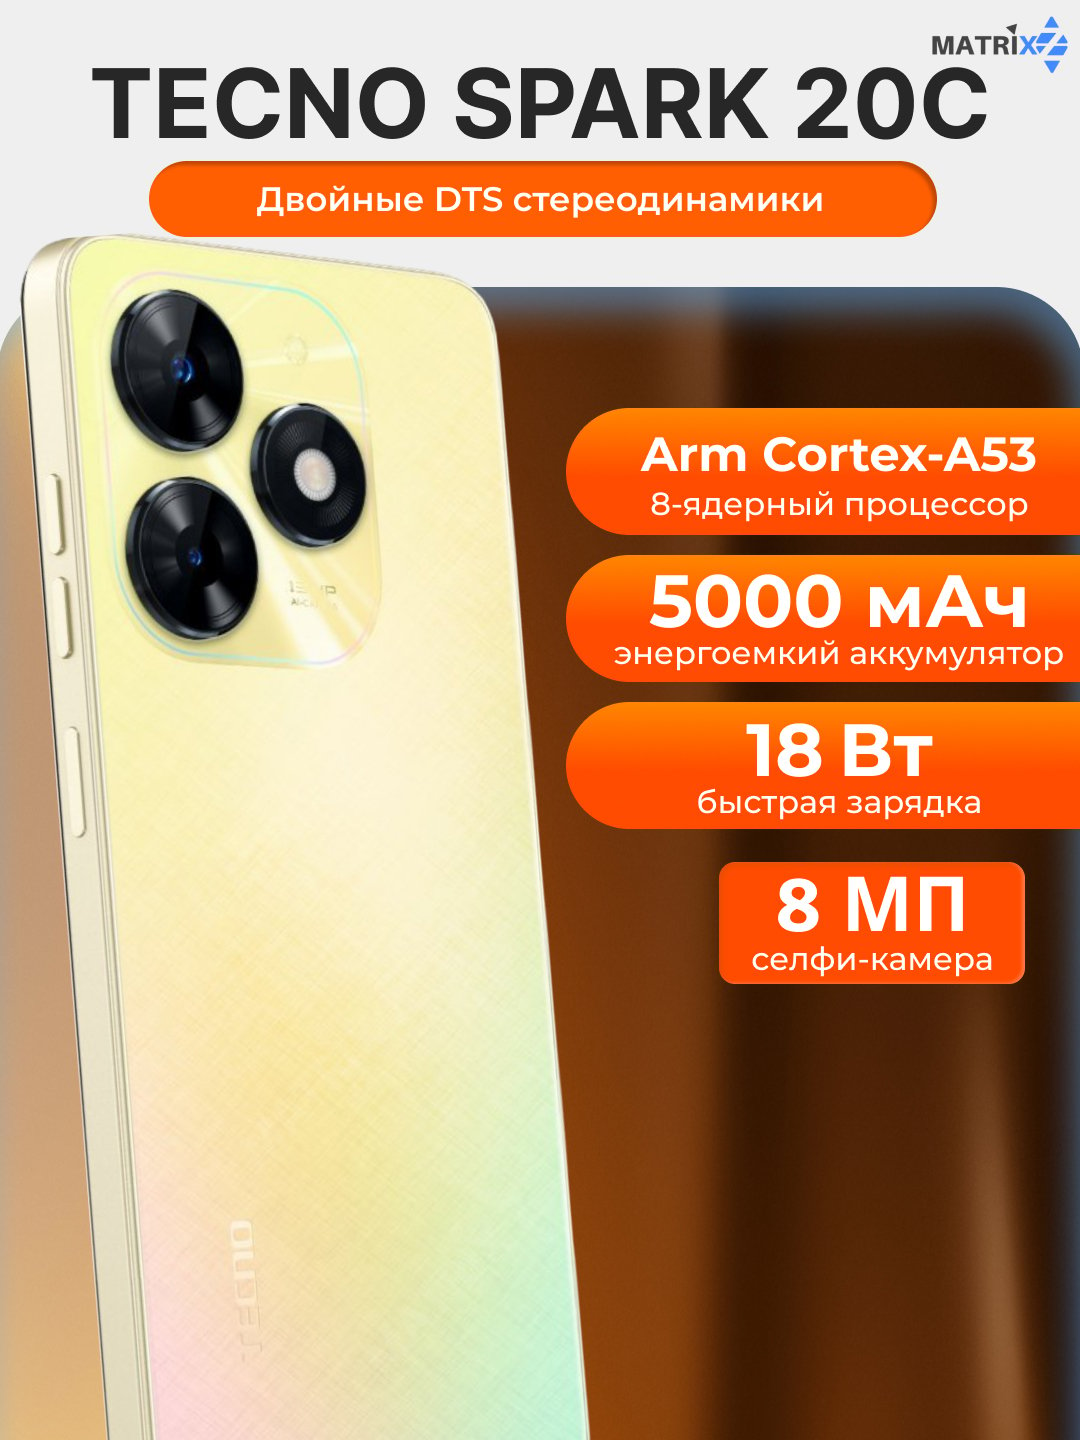 MATRIX
TECNO SPARK 20C
Двойные DTS стереодинамики
Arm Cortex-A53
8-ядерный процессор
5000 мАч
энергоемкий аккумулятор
18 Вт
быстрая зарядка
8 МП
селфи-камера
TECNO